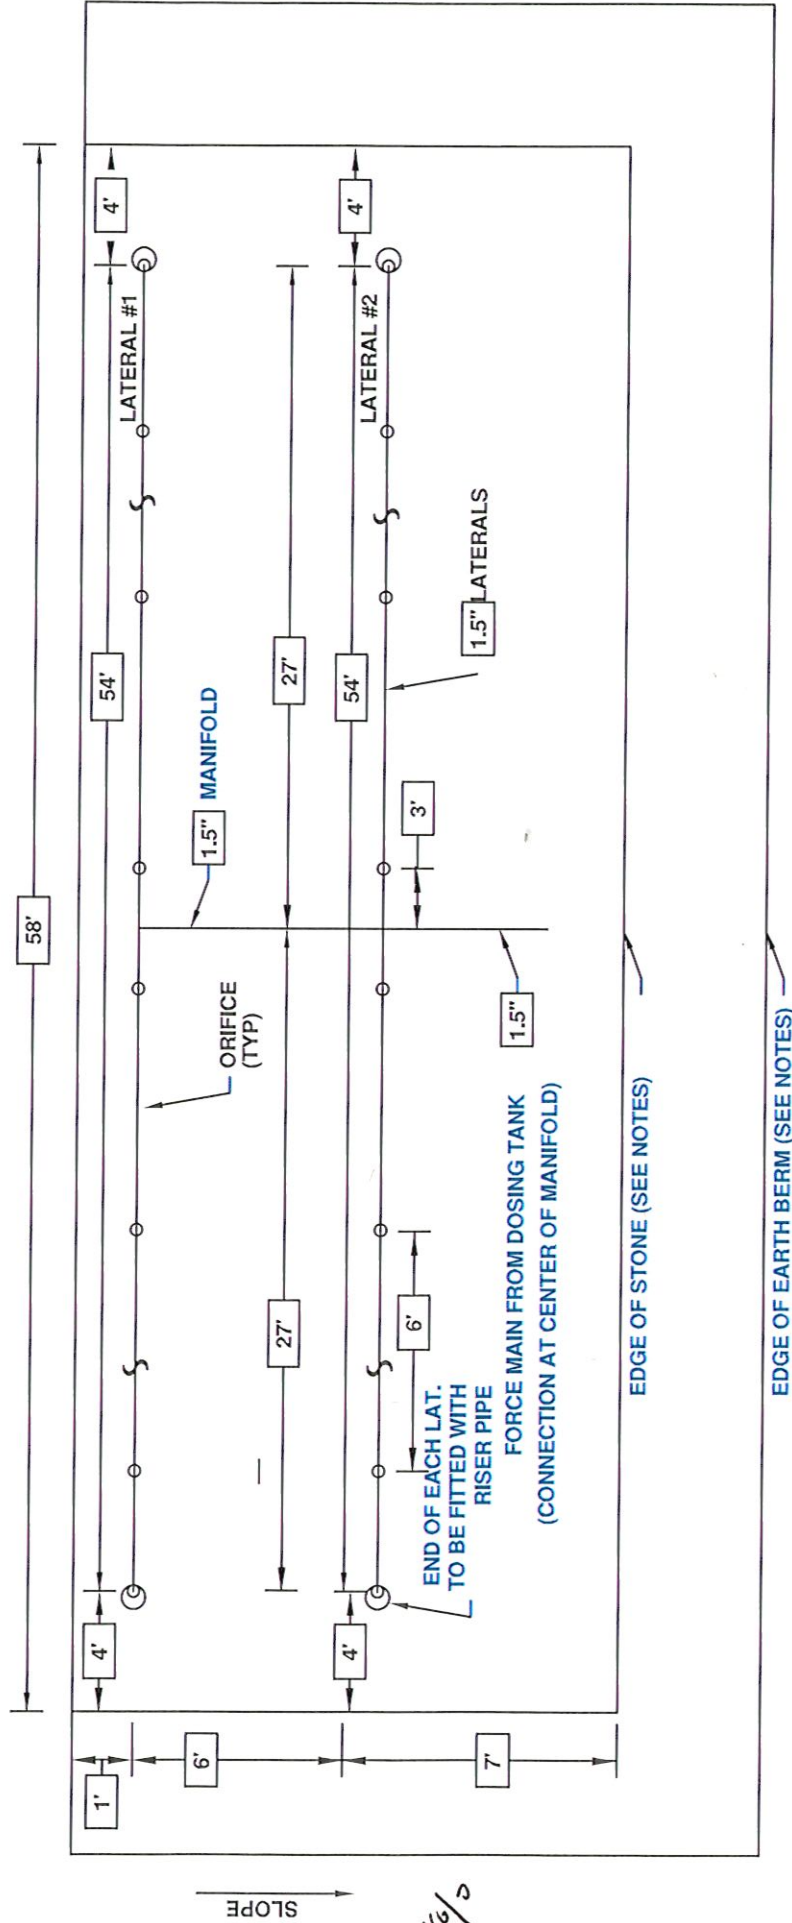 58'
4'
54'
4'
LATERAL #1
1.5" MANIFOLD
ORIFICE
(TYP)
27'
27'
4'
54'
4'
LATERAL #2
1.5" LATERALS
3'
6'
END OF EACH LAT.
TO BE FITTED WITH
RISER PIPE
1.5"
FORCE MAIN FROM DOSING TANK
(CONNECTION AT CENTER OF MANIFOLD)
EDGE OF STONE (SEE NOTES)
EDGE OF EARTH BERM (SEE NOTES)
1'
6'
7'
SLOPE